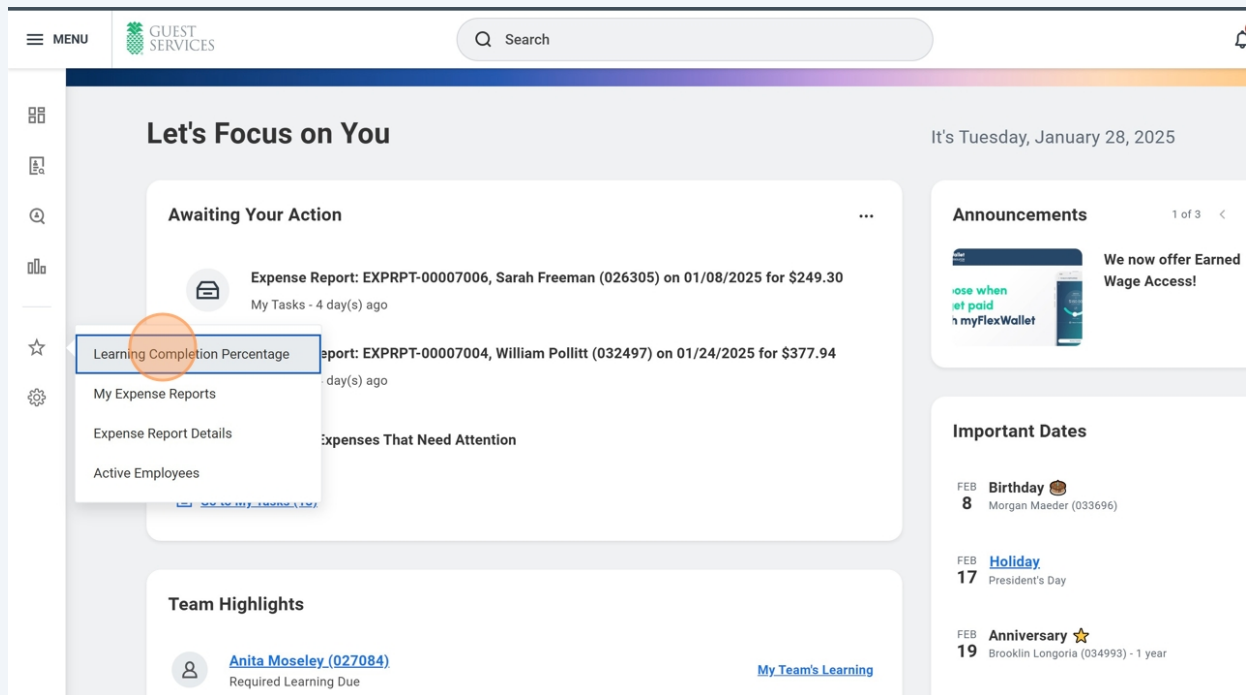 MENU
GUEST
SERVICES
Search
Let's Focus on You
It's Tuesday, January 28, 2025
Awaiting Your Action
Expense Report: EXPRPT-00007006, Sarah Freeman (026305) on 01/08/2025 for $249.30
My Tasks - 4 day(s) ago
eport: EXPRPT-00007004, William Pollitt (032497) on 01/24/2025 for $377.94
day(s) ago
Expenses That Need Attention
Learning Completion Percentage
My Expense Reports
Expense Report Details
Active Employees
Team Highlights
Anita Moseley (027084)
Required Learning Due
My Team's Learning
Announcements
1 of 3
ose when
et paid
h myFlexWallet
We now offer Earned
Wage Access!
Important Dates
FEB
8
Birthday
Morgan Maeder (033696)
FEB
17
Holiday
President's Day
FEB
19
Anniversary
Brooklin Longoria (034993) - 1 year